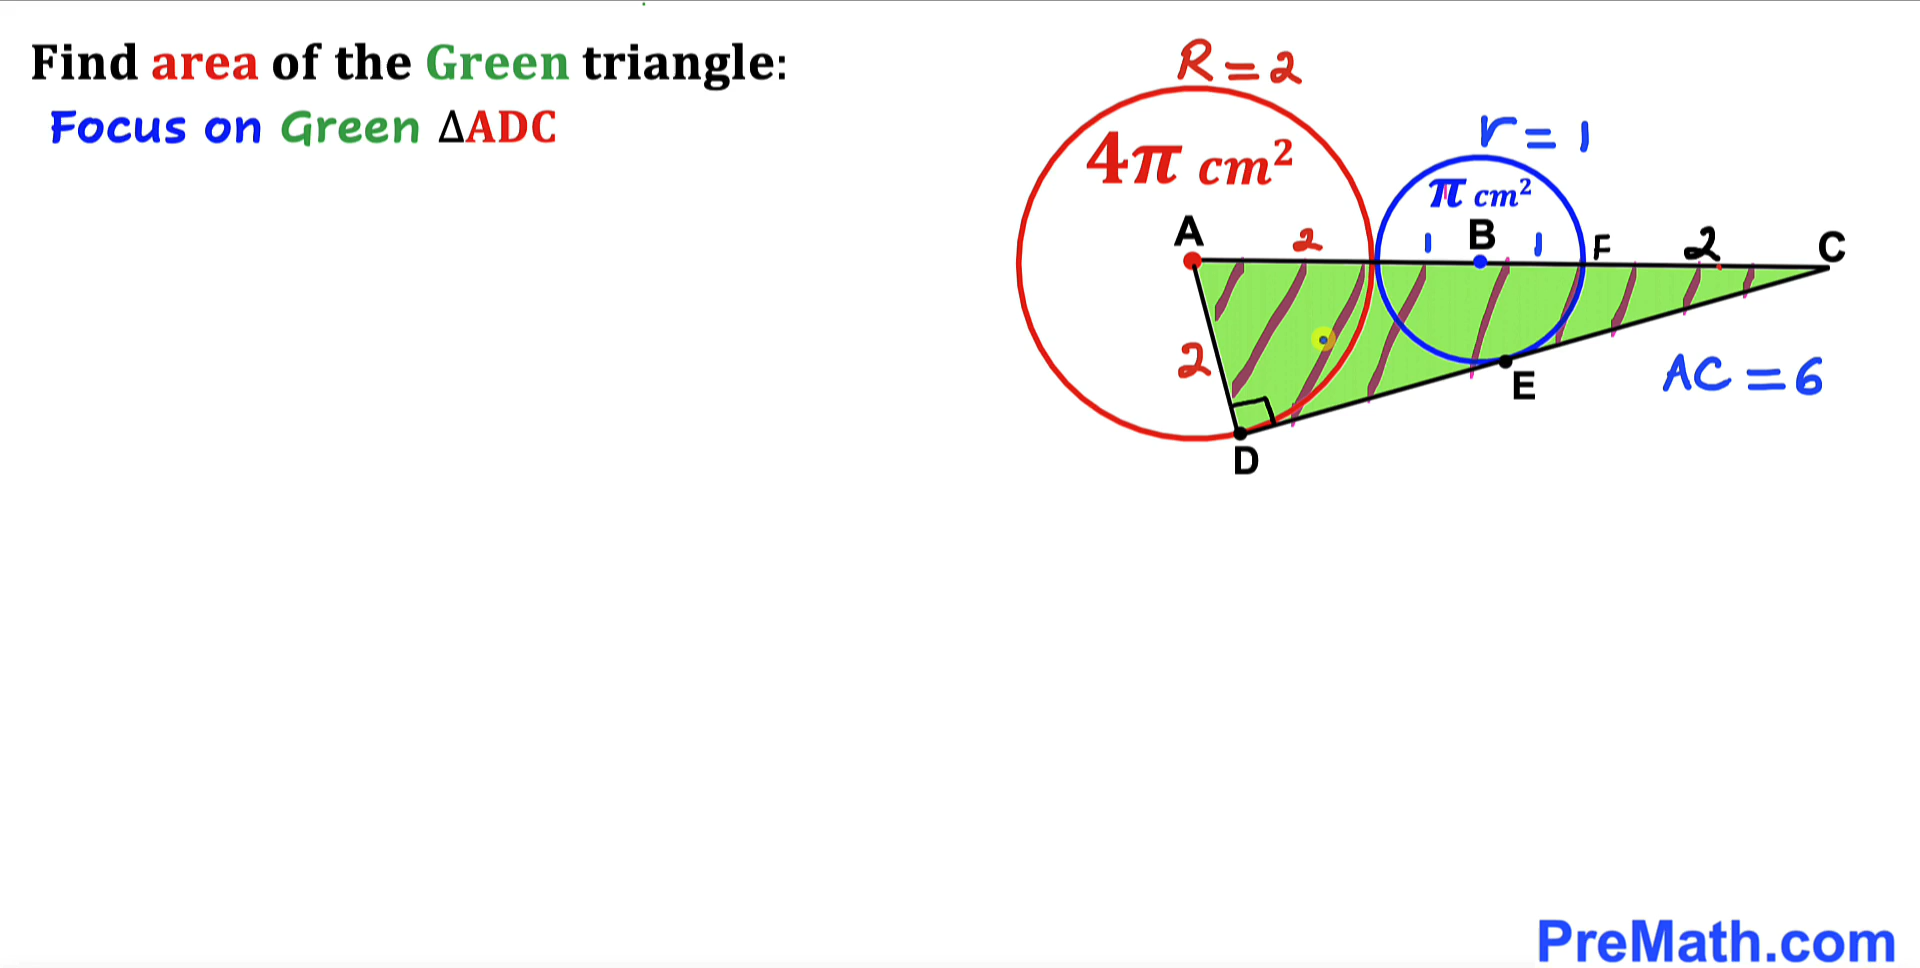 Find area of the Green triangle:
Focus on Green ΔADC
R = 2
4π cm²
r = 1
π cm²
A
2
1
B
1
F
2
C
2
E
AC = 6
D
PreMath.com